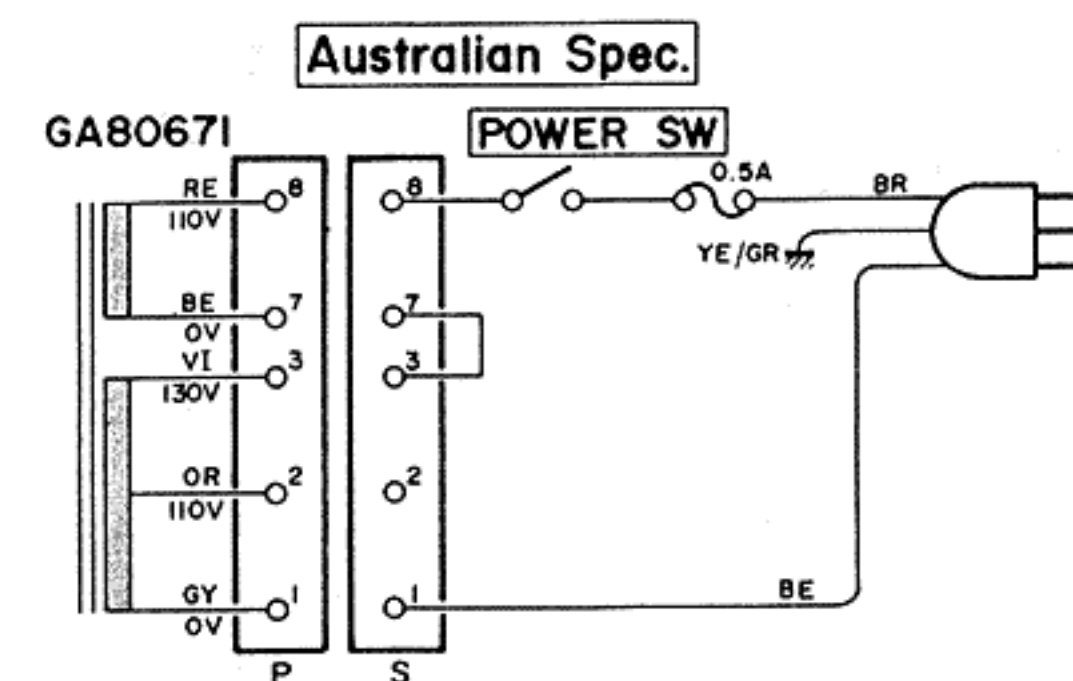 Australian Spec.
GA80671
POWER SW
RE
110V
8
8
0.5A
BR
YE/GR
BE
0V
7
7
VI
130V
3
3
OR
110V
2
2
GY
0V
1
1
BE
P
S